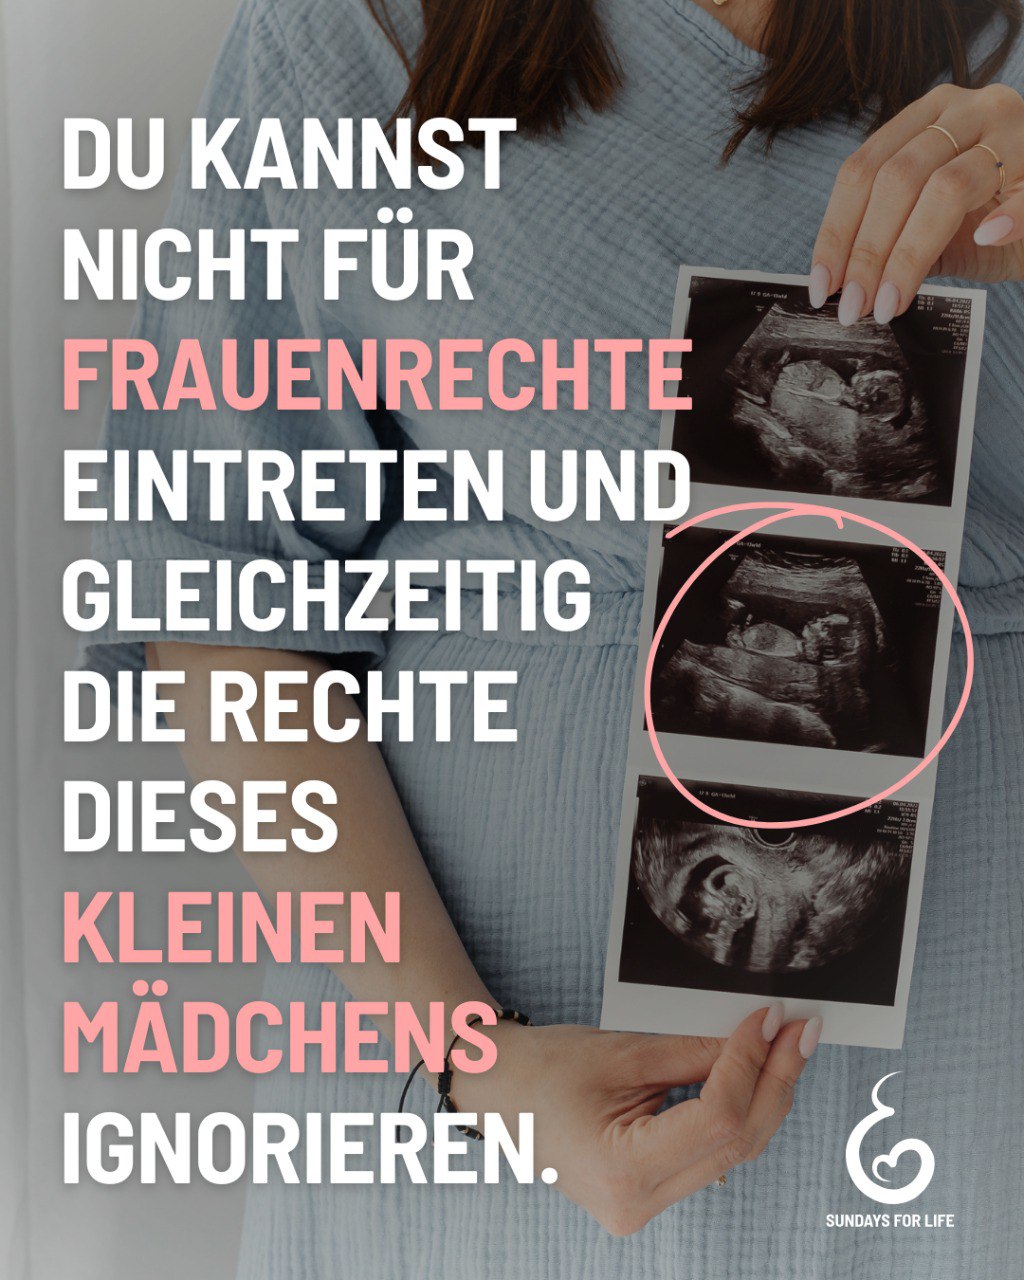 DU KANNST
NICHT FÜR
FRAUENRECHTE
EINTRETEN UND
GLEICHZEITIG
DIE RECHTE
DIESES
KLEINEN
MÄDCHENS
IGNORIEREN.
SUNDAYS FOR LIFE